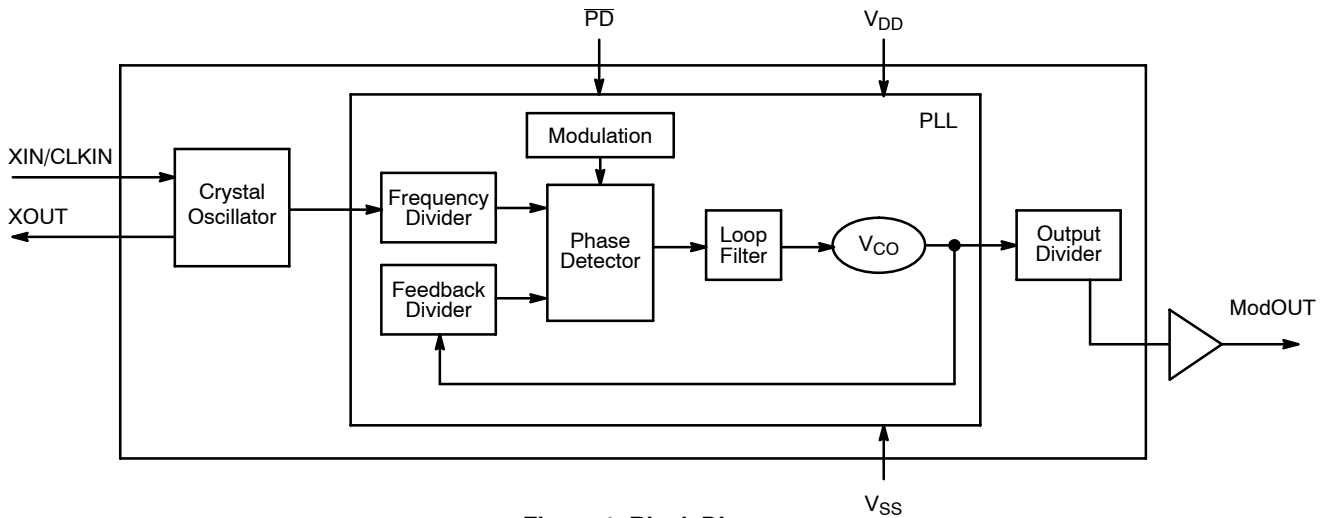 PD
VDD
PLL
Modulation
XIN/CLKIN
Crystal
Oscillator
XOUT
Frequency
Divider
Phase
Detector
Loop
Filter
VCO
Output
Divider
Feedback
Divider
ModOUT
VSS